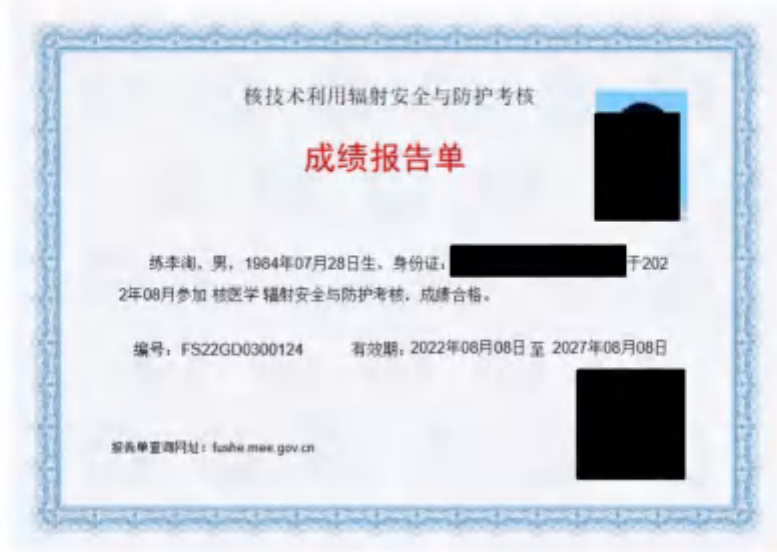 核技术利用辐射安全与防护考核
成绩报告单
练李洵，男，1984年07月28日生，身份证： 于202
2年08月参加 核医学 辐射安全与防护考核，成绩合格。
编号：FS22GD0300124 有效期：2022年08月08日 至 2027年08月08日
报告单查询网址：fushe.mee.gov.cn